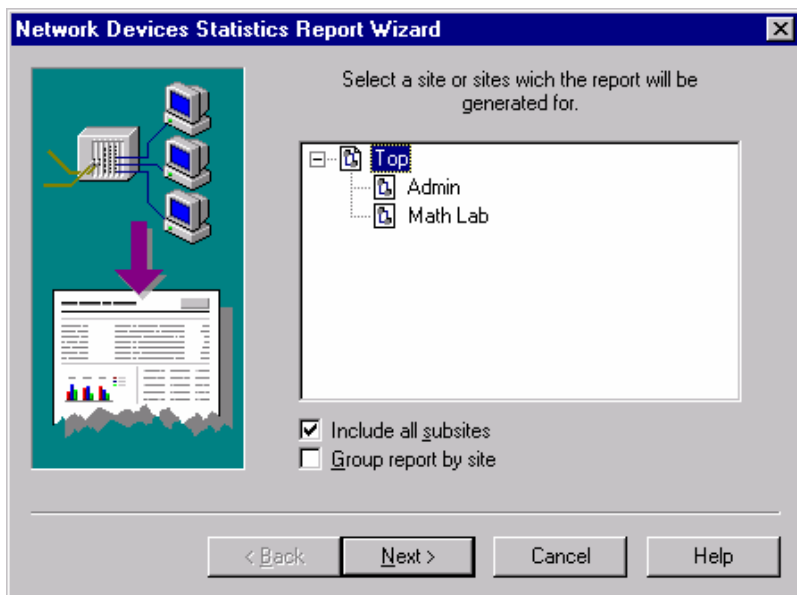 Network Devices Statistics Report Wizard
Select a site or sites wich the report will be
generated for.
Top
Admin
Math Lab
Include all subsites
Group report by site
< Back
Next >
Cancel
Help